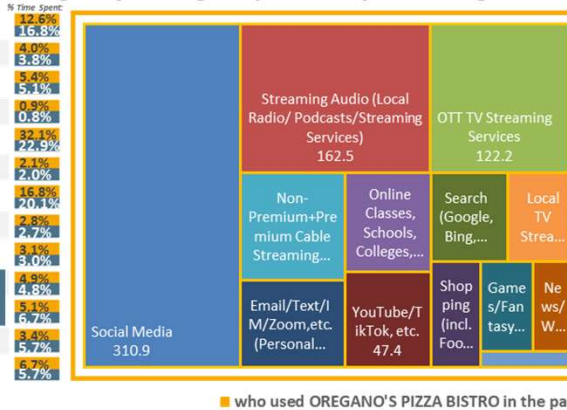 % Time Spent:
12.6%
16.8%
4.0%
3.8%
5.4%
5.1%
0.9%
0.8%
32.1%
22.9%
2.1%
2.0%
16.8%
20.1%
2.8%
2.7%
3.1%
3.0%
4.9%
4.8%
5.1%
6.7%
3.4%
5.7%
6.7%
5.7%
Social Media
310.9
Streaming Audio (Local
Radio/ Podcasts/Streaming
Services)
162.5
OTT TV Streaming
Services
122.2
Non-
Premium+Pre
mium Cable
Streaming...
Online
Classes,
Schools,
Colleges,...
Search
(Google,
Bing,...
Local
TV
Strea...
Email/Text/I
M/Zoom,etc.
(Personal...
YouTube/T
ikTok, etc.
47.4
Shop
ping
(incl.
Foo...
Game
s/Fan
tasy...
Ne
ws/
W...
who used OREGANO'S PIZZA BISTRO in the pa